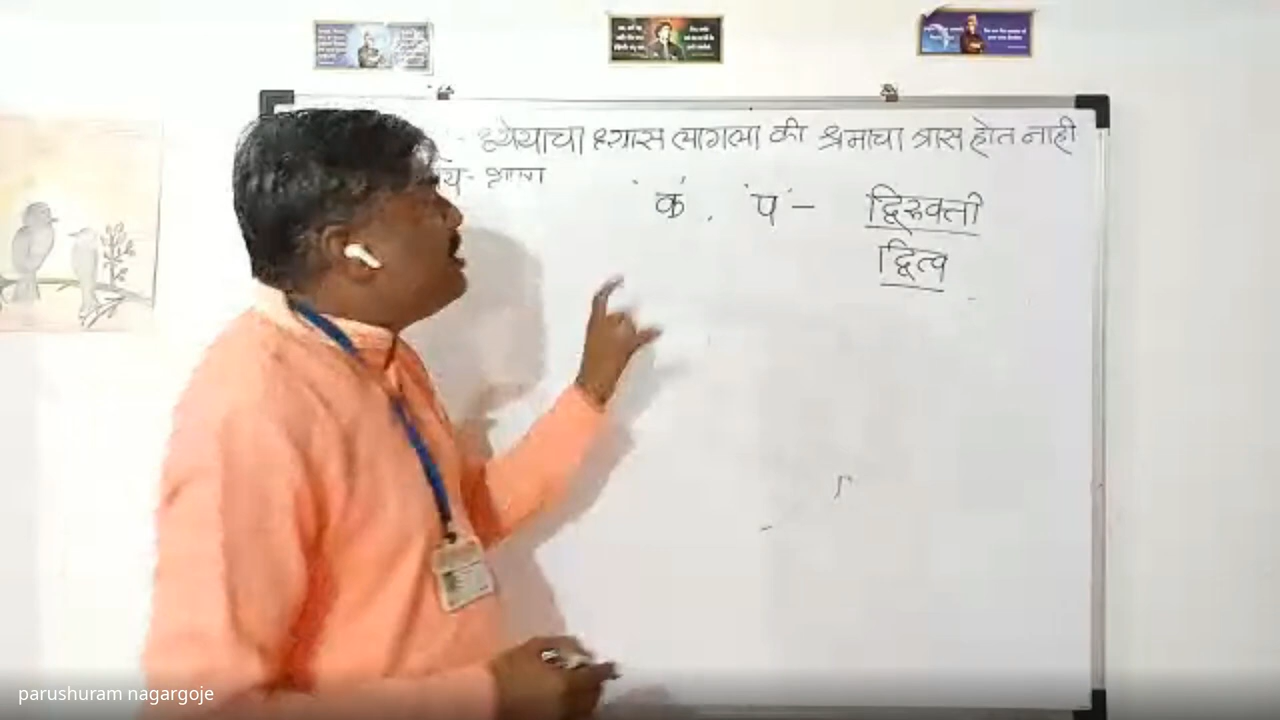 - ध्येयाचा ध्यास लागला की श्रमाचा त्रास होत नाही
य - भाषा
क . प – द्विरुक्ती
द्वित्व
parushuram nagargoje